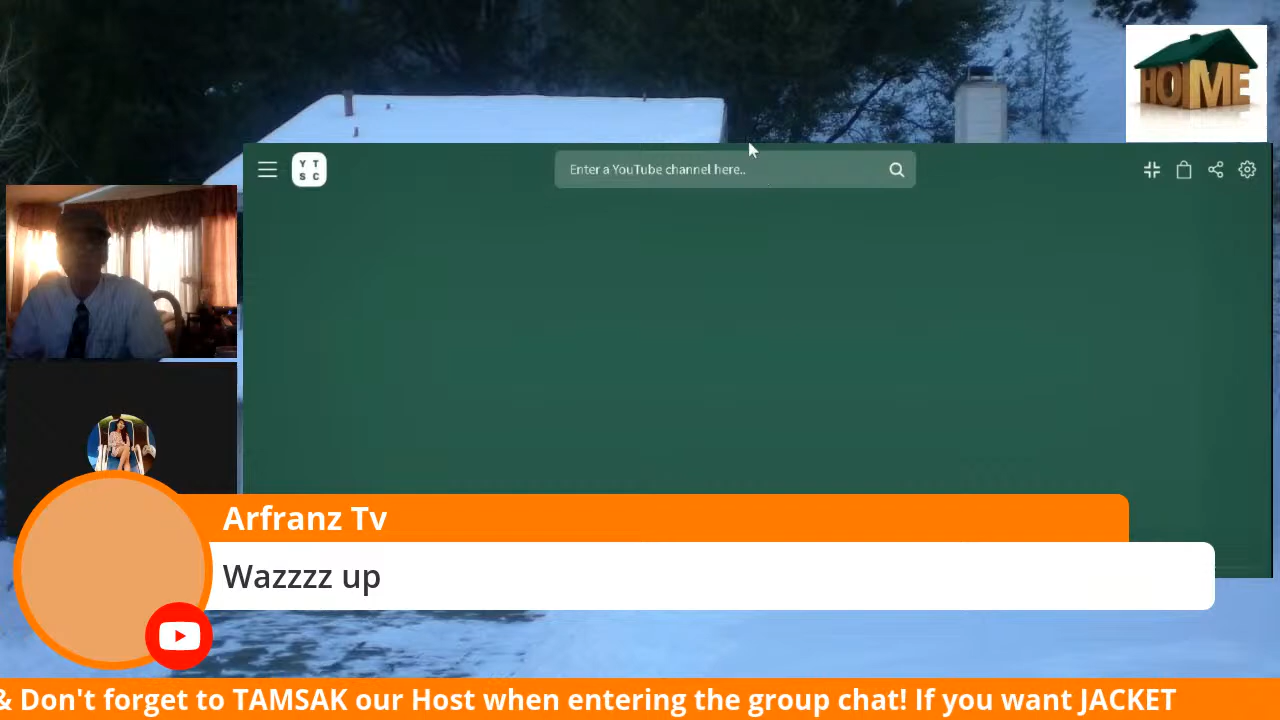 HOME
Y T
S C
Enter a YouTube channel here..
Arfranz Tv
Wazzzz up
& Don't forget to TAMSAK our Host when entering the group chat! If you want JACKET